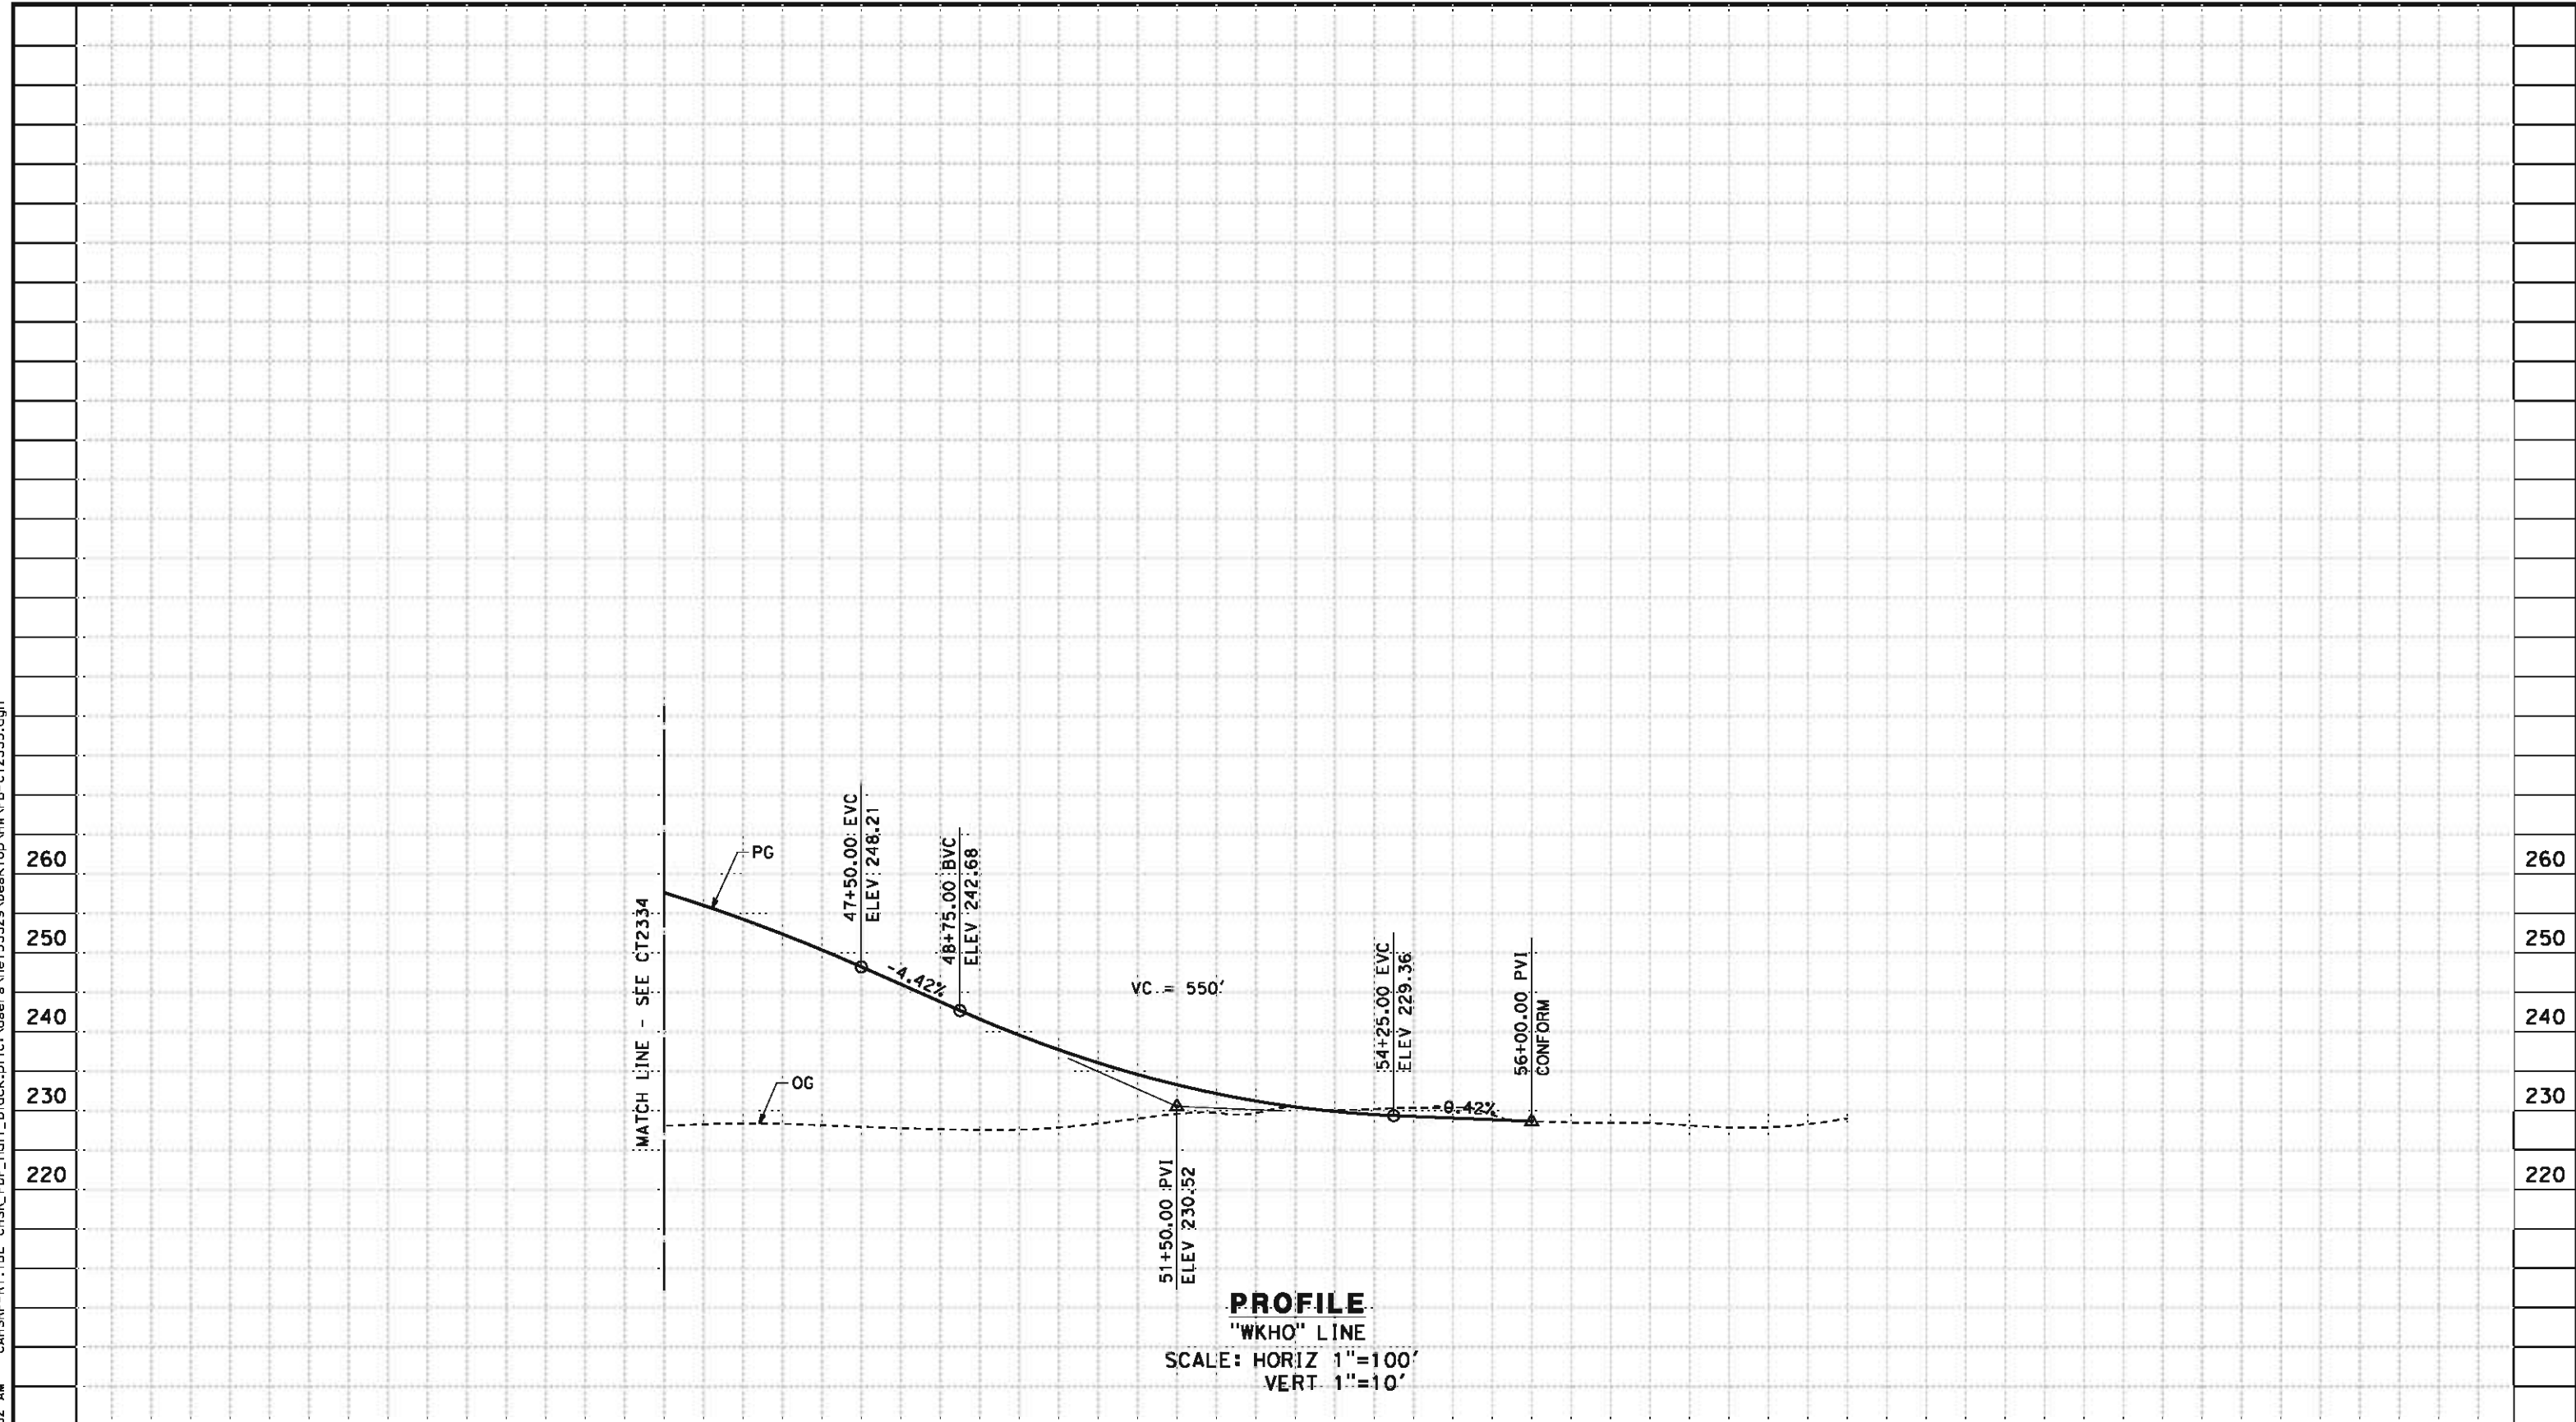 PG
47+50.00 EVC
ELEV 248.21
48+75.00 BVC
ELEV 242.68
-4.42%
VC = 550'
54+25.00 EVC
ELEV 229.36
56+00.00 PVI
CONFORM
MATCH LINE - SEE CT2334
OG
-0.42%
51+50.00 PVI
ELEV 230.52
260
250
240
230
220
260
250
240
230
220
PROFILE
"WKHO" LINE
SCALE: HORIZ 1"=100'
VERT 1"=10'